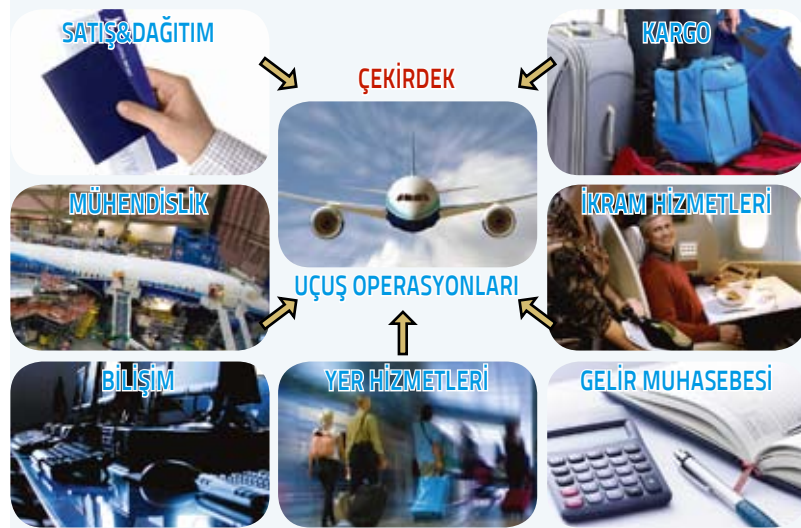 SATIŞ&DAĞITIM
KARGO
ÇEKİRDEK
MÜHENDİSLİK
İKRAM HİZMETLERİ
UÇUŞ OPERASYONLARI
BİLİŞİM
YER HİZMETLERİ
GELİR MUHASEBESİ